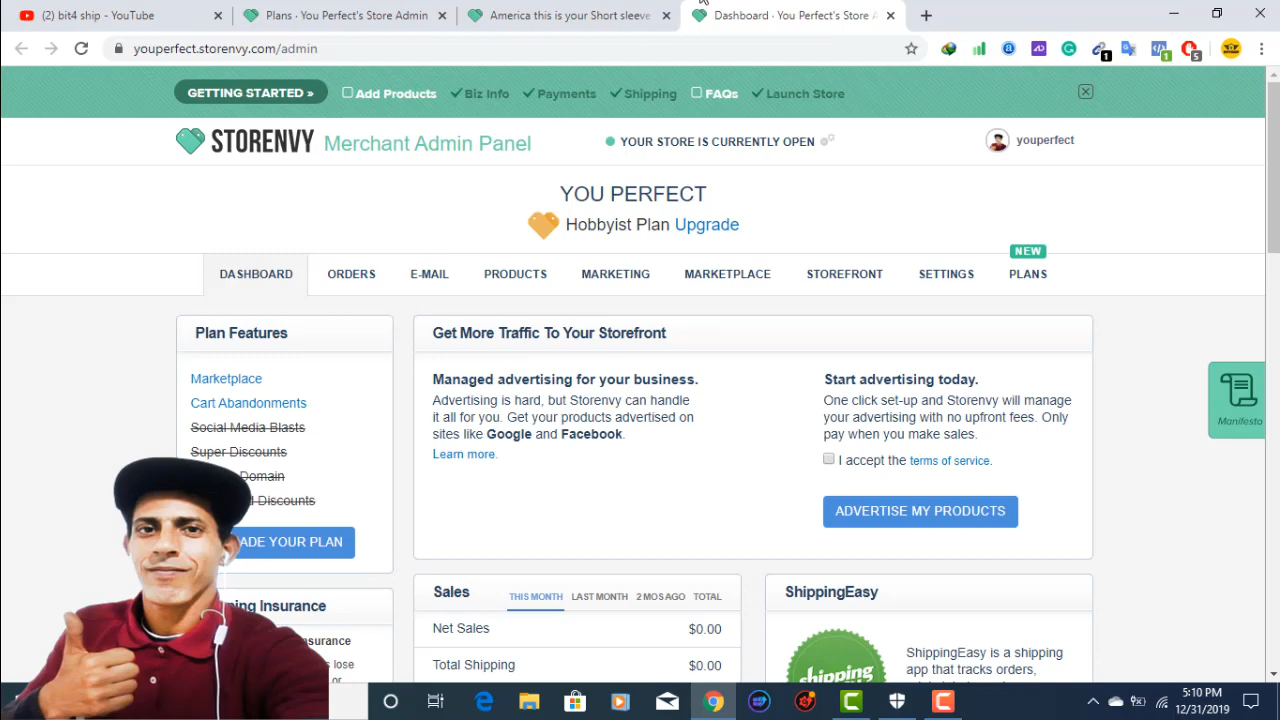 (2) bit4 ship - YouTube
Plans · You Perfect's Store Admin
America this is your Short sleeve
Dashboard · You Perfect's Store A
youperfect.storenvy.com/admin
1
1
5
GETTING STARTED »
Add Products
Biz Info
Payments
Shipping
FAQs
Launch Store
STORENVY Merchant Admin Panel
YOUR STORE IS CURRENTLY OPEN
youperfect
YOU PERFECT
Hobbyist Plan Upgrade
NEW
DASHBOARD
ORDERS
E-MAIL
PRODUCTS
MARKETING
MARKETPLACE
STOREFRONT
SETTINGS
PLANS
Plan Features
Marketplace
Cart Abandonments
Social Media Blasts
Super Discounts
Domain
Discounts
ADE YOUR PLAN
Insurance
Get More Traffic To Your Storefront
Managed advertising for your business.
Advertising is hard, but Storenvy can handle
it all for you. Get your products advertised on
sites like Google and Facebook.
Learn more.
Start advertising today.
One click set-up and Storenvy will manage
your advertising with no upfront fees. Only
pay when you make sales.
I accept the terms of service.
ADVERTISE MY PRODUCTS
Manifesto
Sales
THIS MONTH
LAST MONTH
2 MOS AGO
TOTAL
Net Sales
$0.00
Total Shipping
$0.00
ShippingEasy
shipping
ShippingEasy is a shipping
app that tracks orders,
5:10 PM
12/31/2019